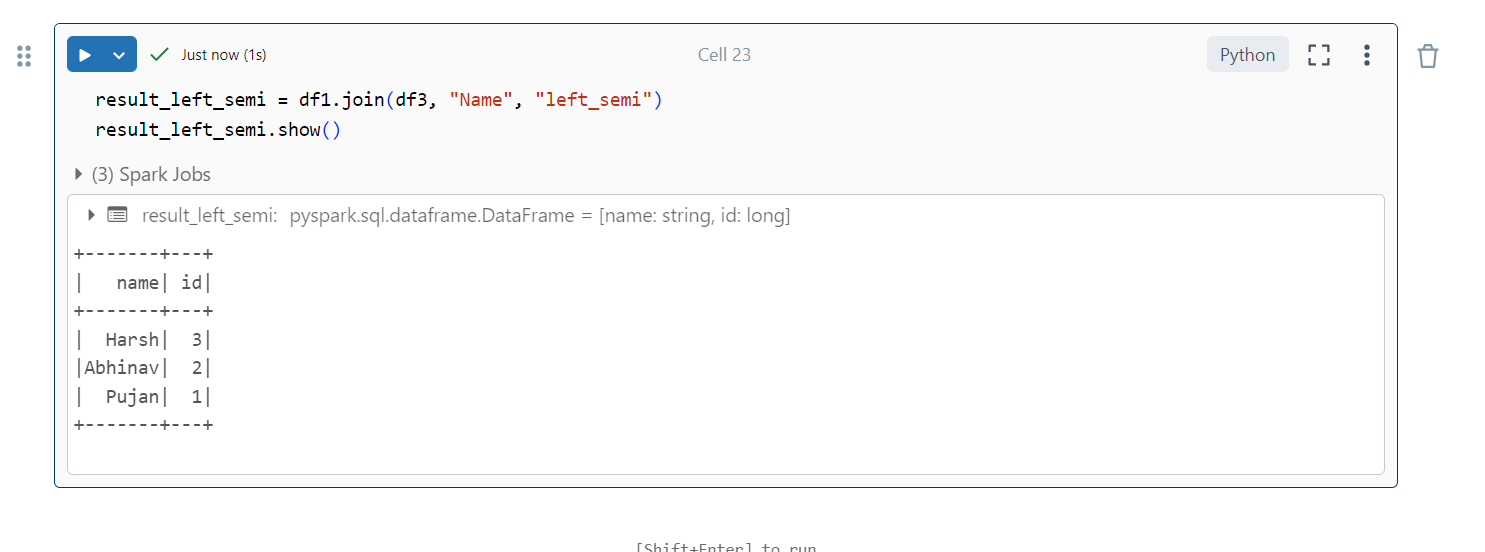 Just now (1s)
Cell 23
Python
result_left_semi = df1.join(df3, "Name", "left_semi")
result_left_semi.show()
(3) Spark Jobs
result_left_semi: pyspark.sql.dataframe.DataFrame = [name: string, id: long]
+-------+---+
|   name| id|
+-------+---+
|  Harsh|  3|
|Abhinav|  2|
|  Pujan|  1|
+-------+---+
[Shift+Enter] to run